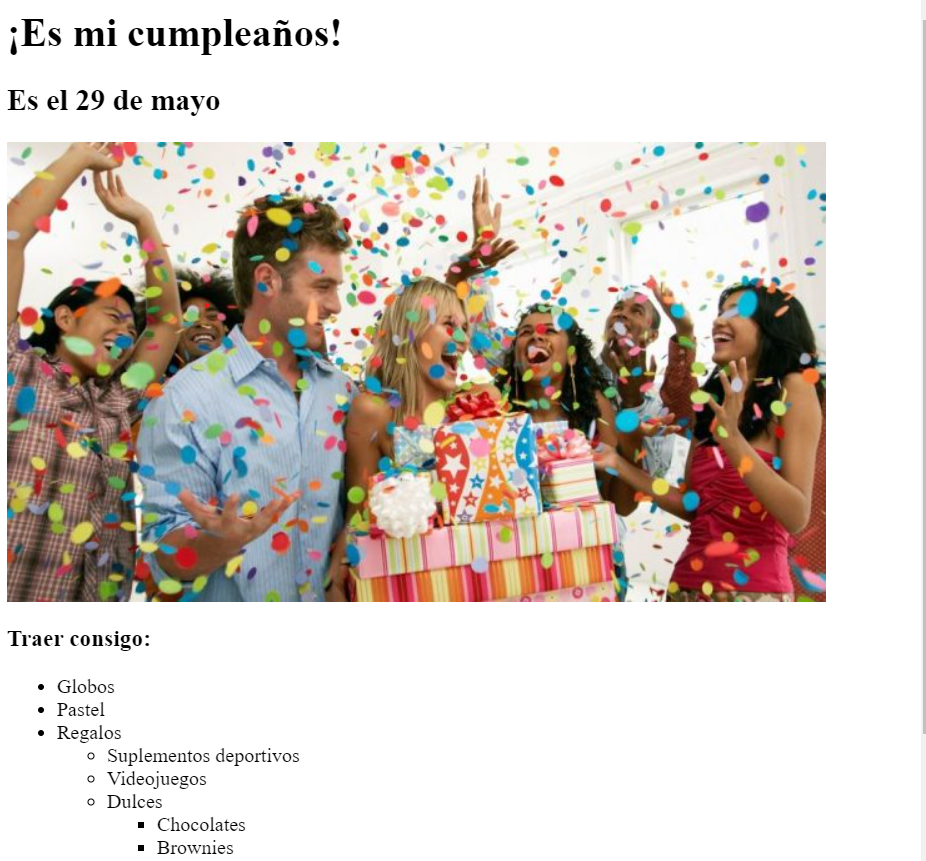 ¡Es mi cumpleaños!
Es el 29 de mayo
Traer consigo:
Globos
Pastel
Regalos
Suplementos deportivos
Videojuegos
Dulces
Chocolates
Brownies